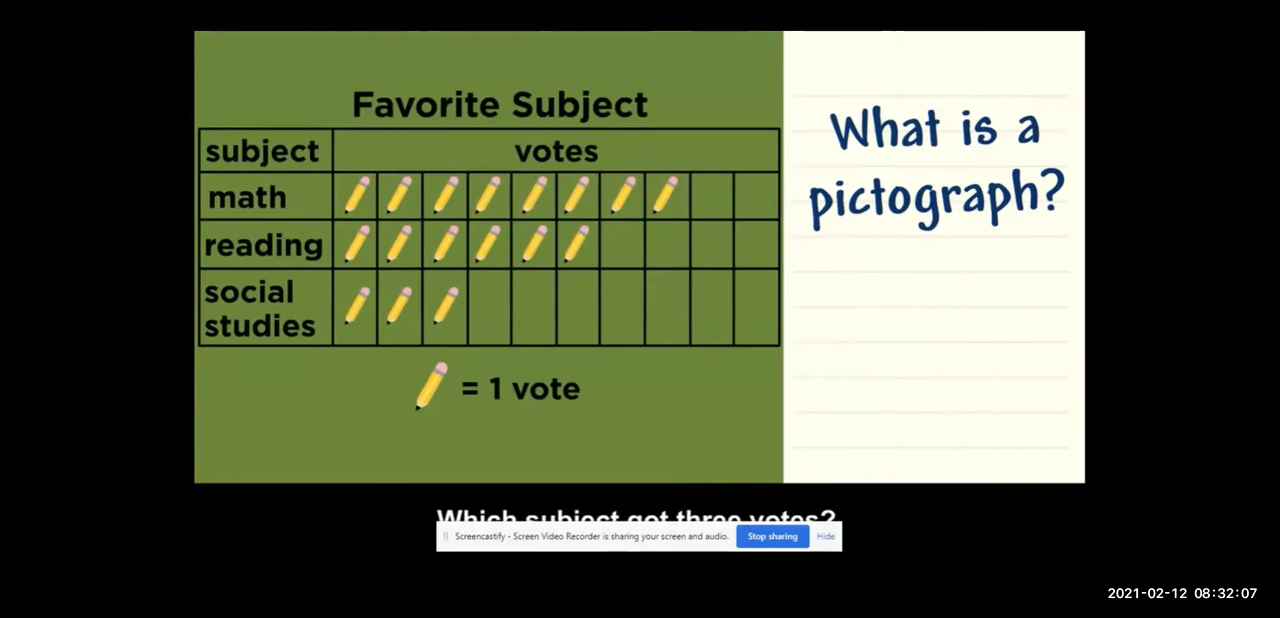 Favorite Subject
subject votes
math
reading
social
studies
= 1 vote
What is a
pictograph?
Which subject got three votes?
Screencastify - Screen Video Recorder is sharing your screen and audio. Stop sharing Hide
2021-02-12 08:32:07